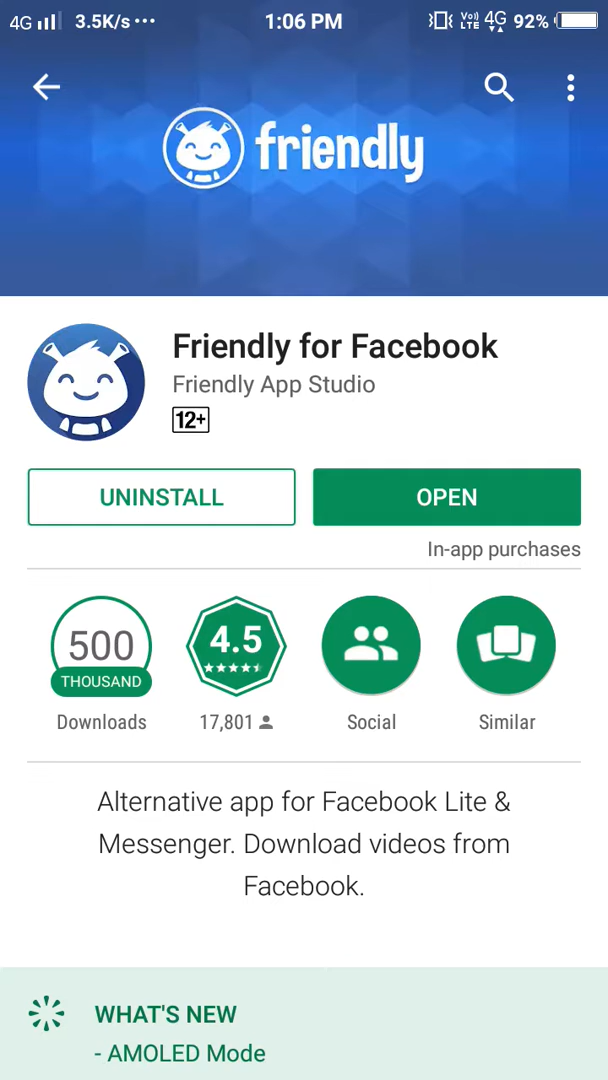 4G 3.5K/s ··· 1:06 PM VoLTE 4G 92%
friendly
Friendly for Facebook
Friendly App Studio
12+
UNINSTALL OPEN
In-app purchases
500 4.5
THOUSAND
Downloads 17,801 Social Similar
Alternative app for Facebook Lite &
Messenger. Download videos from
Facebook.
WHAT'S NEW
- AMOLED Mode